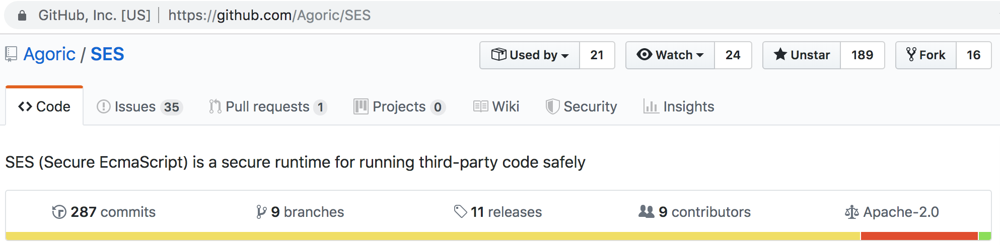 GitHub, Inc. [US] | https://github.com/Agoric/SES
Agoric / SES Used by 21 Watch 24 Unstar 189 Fork 16
Code Issues 35 Pull requests 1 Projects 0 Wiki Security Insights
SES (Secure EcmaScript) is a secure runtime for running third-party code safely
287 commits 9 branches 11 releases 9 contributors Apache-2.0